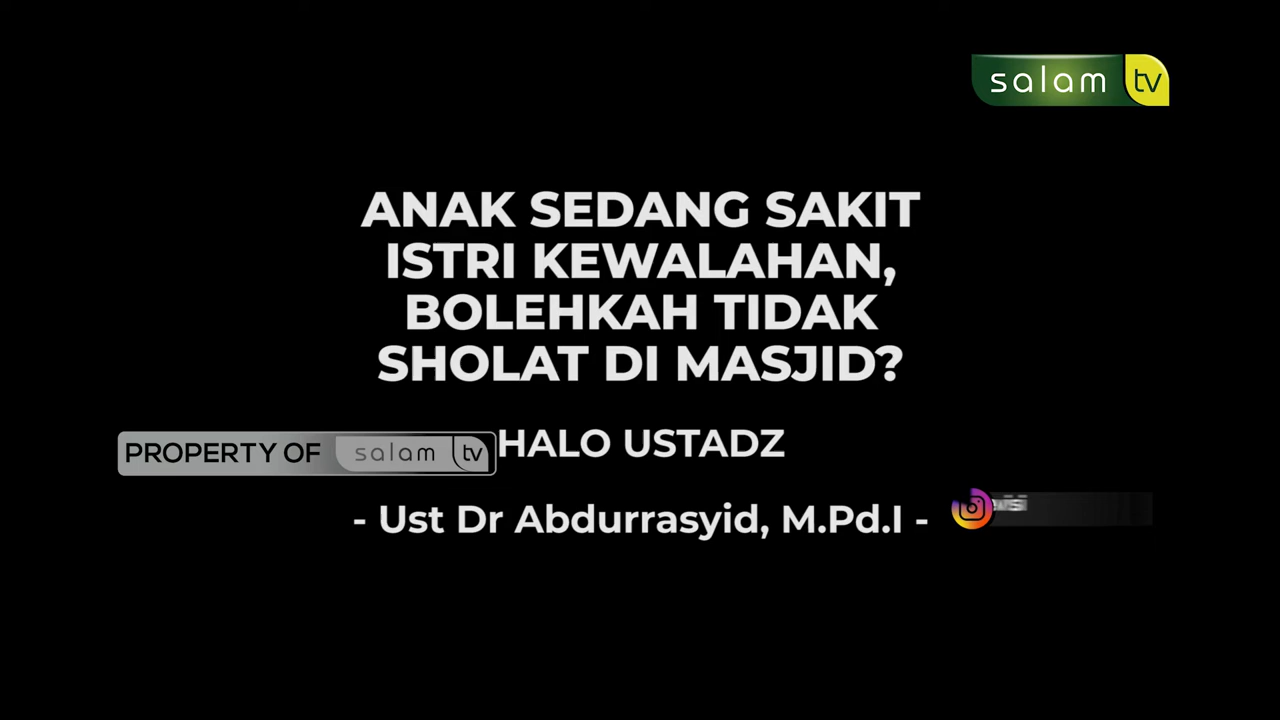 salam tv
ANAK SEDANG SAKIT
ISTRI KEWALAHAN,
BOLEHKAH TIDAK
SHOLAT DI MASJID?
HALO USTADZ
PROPERTY OF salam tv
- Ust Dr Abdurrasyid, M.Pd.I -